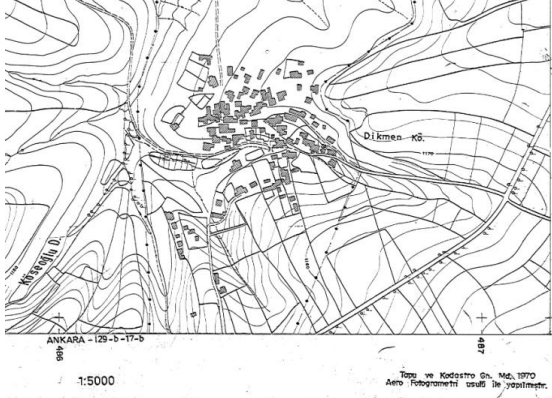 Dikmen Kö.
Köseoğlu D.
ANKARA - i29-b-17-b
486
487
1:5000
Tapu ve Kadastro Gn. Md. 1970
Aero Fotogrametri usulü ile yapılmıştır.